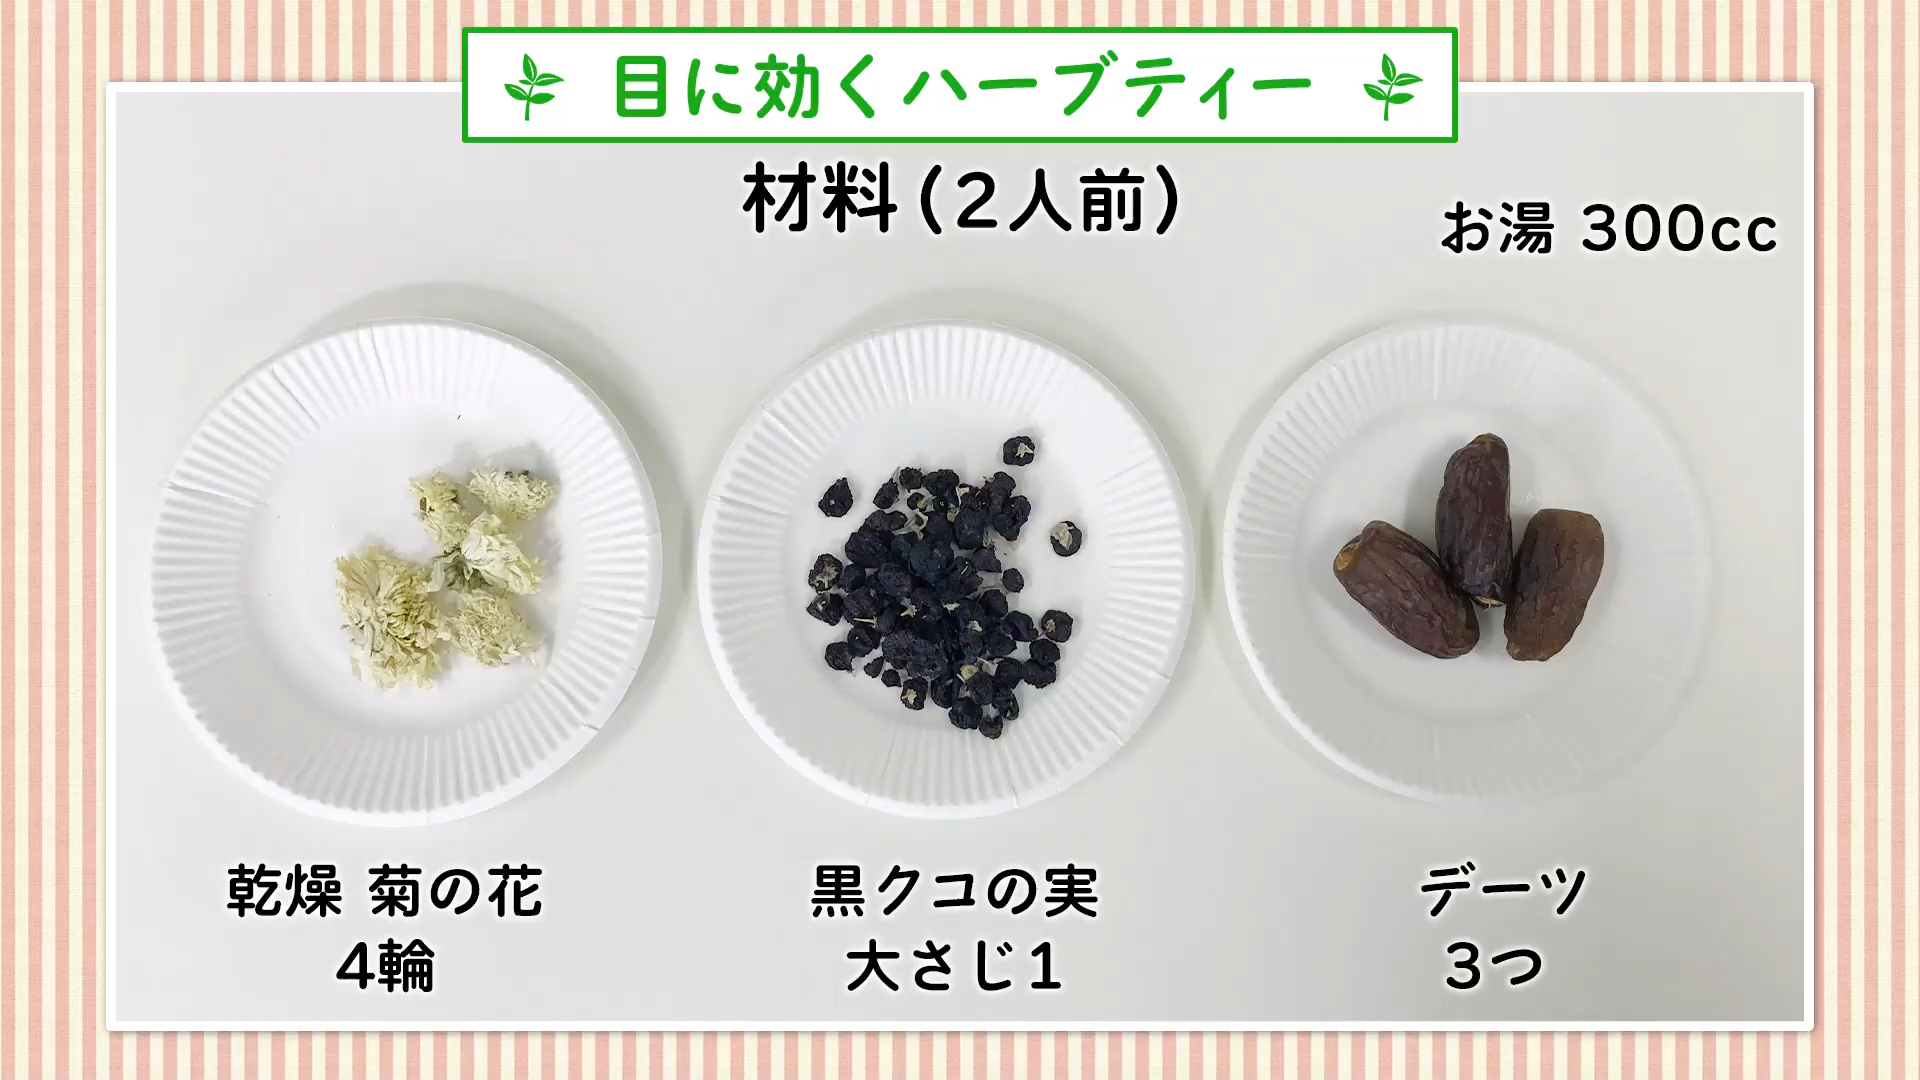 目に効くハーブティー
材料(2人前)
お湯 300cc
乾燥 菊の花
4輪
黒クコの実
大さじ1
デーツ
3つ